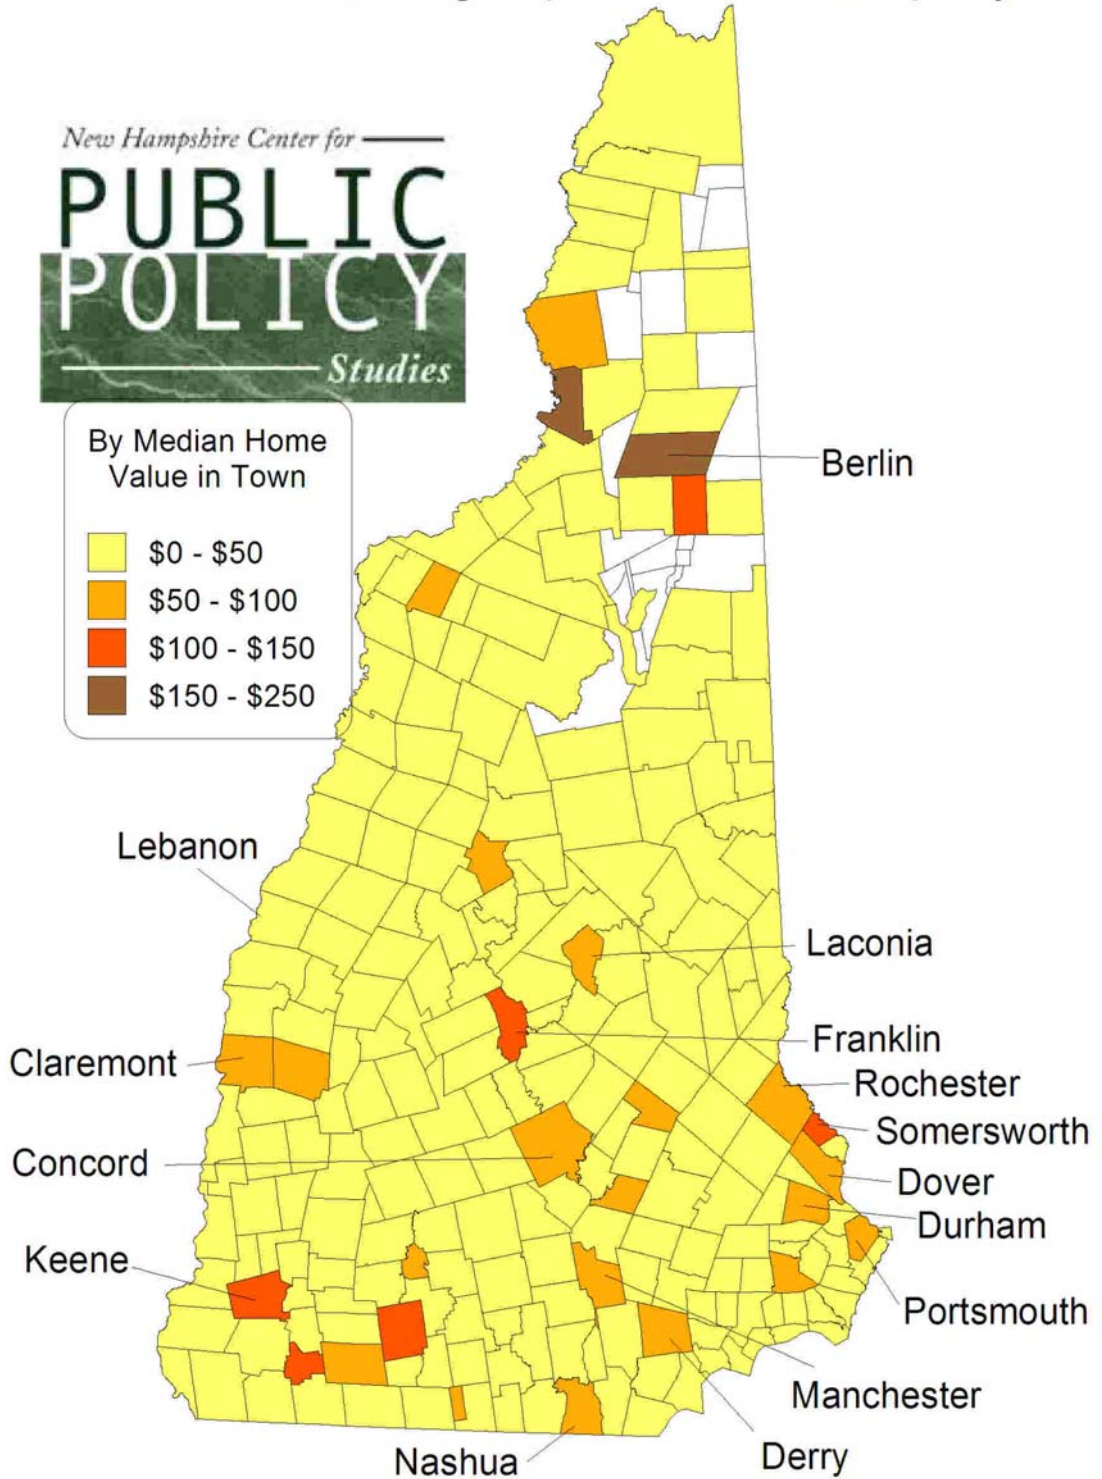 New Hampshire Center for
PUBLIC
POLICY
Studies
By Median Home
Value in Town
$0 - $50
$50 - $100
$100 - $150
$150 - $250
Berlin
Lebanon
Laconia
Franklin
Claremont
Rochester
Somersworth
Concord
Dover
Durham
Keene
Portsmouth
Manchester
Derry
Nashua